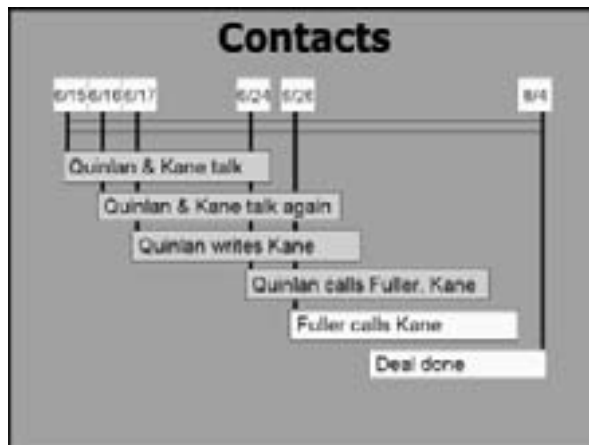 Contacts
6/15 6/16 6/17 6/24 6/26 8/4
Quinlan & Kane talk
Quinlan & Kane talk again
Quinlan writes Kane
Quinlan calls Fuller, Kane
Fuller calls Kane
Deal done